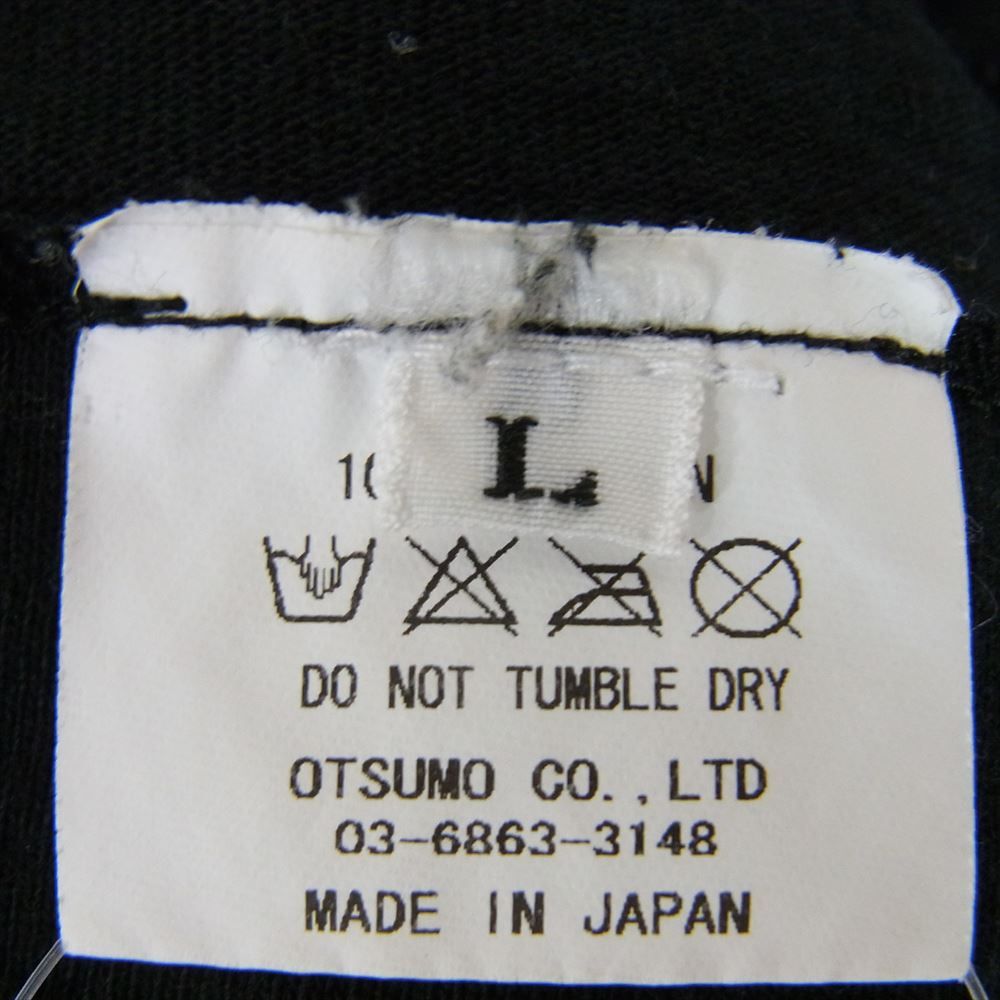 L
DO NOT TUMBLE DRY
OTSUMO CO.,LTD
03-6863-3148
MADE IN JAPAN